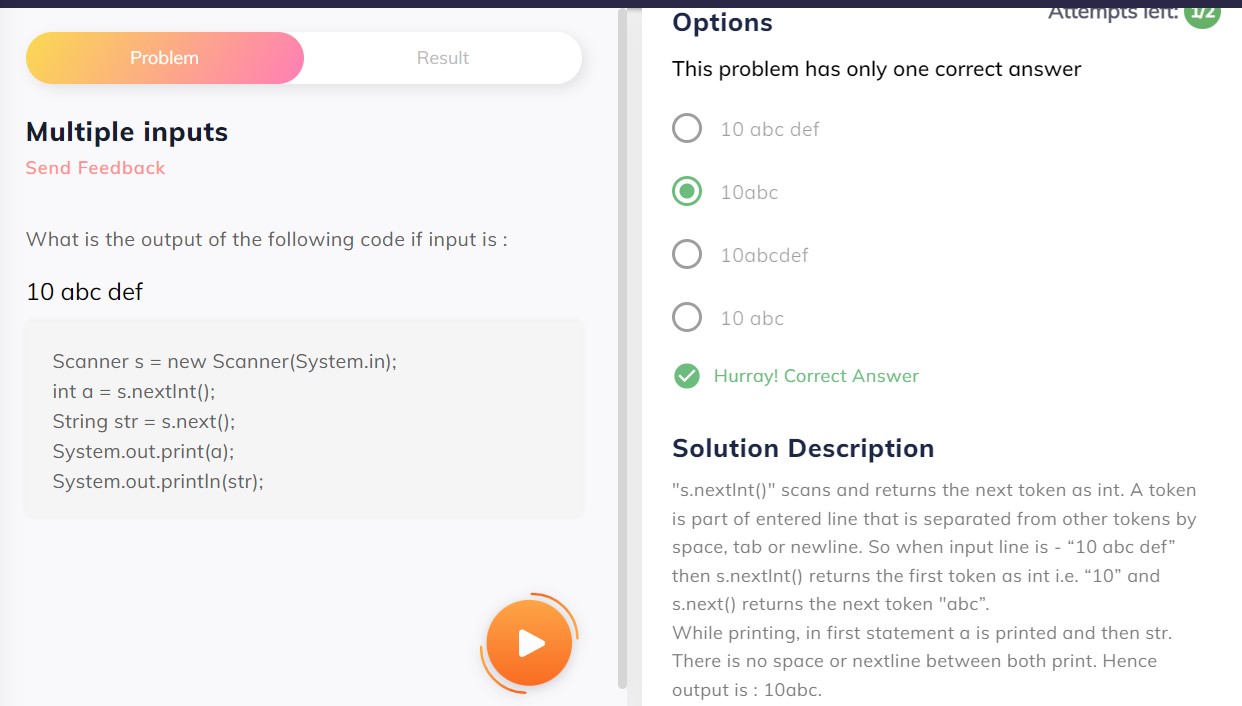 Problem
Result
Multiple inputs
Send Feedback
What is the output of the following code if input is :
10 abc def
Scanner s = new Scanner(System.in);
int a = s.nextInt();
String str = s.next();
System.out.print(a);
System.out.println(str);
Attempts left: 1/2
Options
This problem has only one correct answer
10 abc def
10abc
10abcdef
10 abc
Hurray! Correct Answer
Solution Description
"s.nextInt()" scans and returns the next token as int. A token
is part of entered line that is separated from other tokens by
space, tab or newline. So when input line is - “10 abc def”
then s.nextInt() returns the first token as int i.e. “10” and
s.next() returns the next token "abc”.
While printing, in first statement a is printed and then str.
There is no space or nextline between both print. Hence
output is : 10abc.